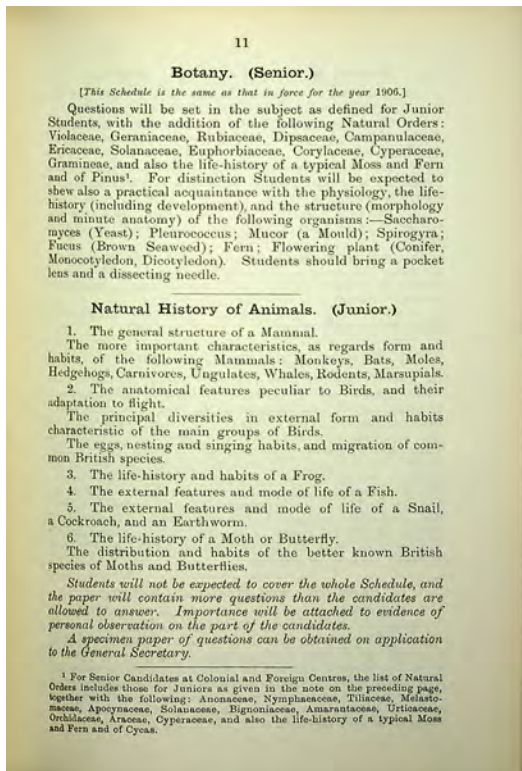 11
Botany. (Senior.)
[This Schedule is the same as that in force for the year 1906.]
Questions will be set in the subject as defined for Junior
Students, with the addition of the following Natural Orders:
Violaceae, Geraniaceae, Rubiaceae, Dipsaceae, Campanulaceae,
Ericaceae, Solanaceae, Euphorbiaceae, Corylaceae, Cyperaceae,
Gramineae, and also the life-history of a typical Moss and Fern
and of Pinus¹. For distinction Students will be expected to
shew also a practical acquaintance with the physiology, the life-
history (including development), and the structure (morphology
and minute anatomy) of the following organisms:—Saccharo-
myces (Yeast); Pleurococcus; Mucor (a Mould); Spirogyra;
Fucus (Brown Seaweed); Fern; Flowering plant (Conifer,
Monocotyledon, Dicotyledon). Students should bring a pocket
lens and a dissecting needle.
Natural History of Animals. (Junior.)
1. The general structure of a Mammal.
The more important characteristics, as regards form and
habits, of the following Mammals: Monkeys, Bats, Moles,
Hedgehogs, Carnivores, Ungulates, Whales, Rodents, Marsupials.
2. The anatomical features peculiar to Birds, and their
adaptation to flight.
The principal diversities in external form and habits
characteristic of the main groups of Birds.
The eggs, nesting and singing habits, and migration of com-
mon British species.
3. The life-history and habits of a Frog.
4. The external features and mode of life of a Fish.
5. The external features and mode of life of a Snail,
a Cockroach, and an Earthworm.
6. The life-history of a Moth or Butterfly.
The distribution and habits of the better known British
species of Moths and Butterflies.
Students will not be expected to cover the whole Schedule, and
the paper will contain more questions than the candidates are
allowed to answer. Importance will be attached to evidence of
personal observation on the part of the candidates.
A specimen paper of questions can be obtained on application
to the General Secretary.
¹ For Senior Candidates at Colonial and Foreign Centres, the list of Natural
Orders includes those for Juniors as given in the note on the preceding page,
together with the following: Anonaceae, Nymphaeaceae, Tiliaceae, Melasto-
maceae, Apocynaceae, Solanaceae, Bignoniaceae, Amarantaceae, Urticaceae,
Orchidaceae, Araceae, Cyperaceae, and also the life-history of a typical Moss
and Fern and of Cycas.